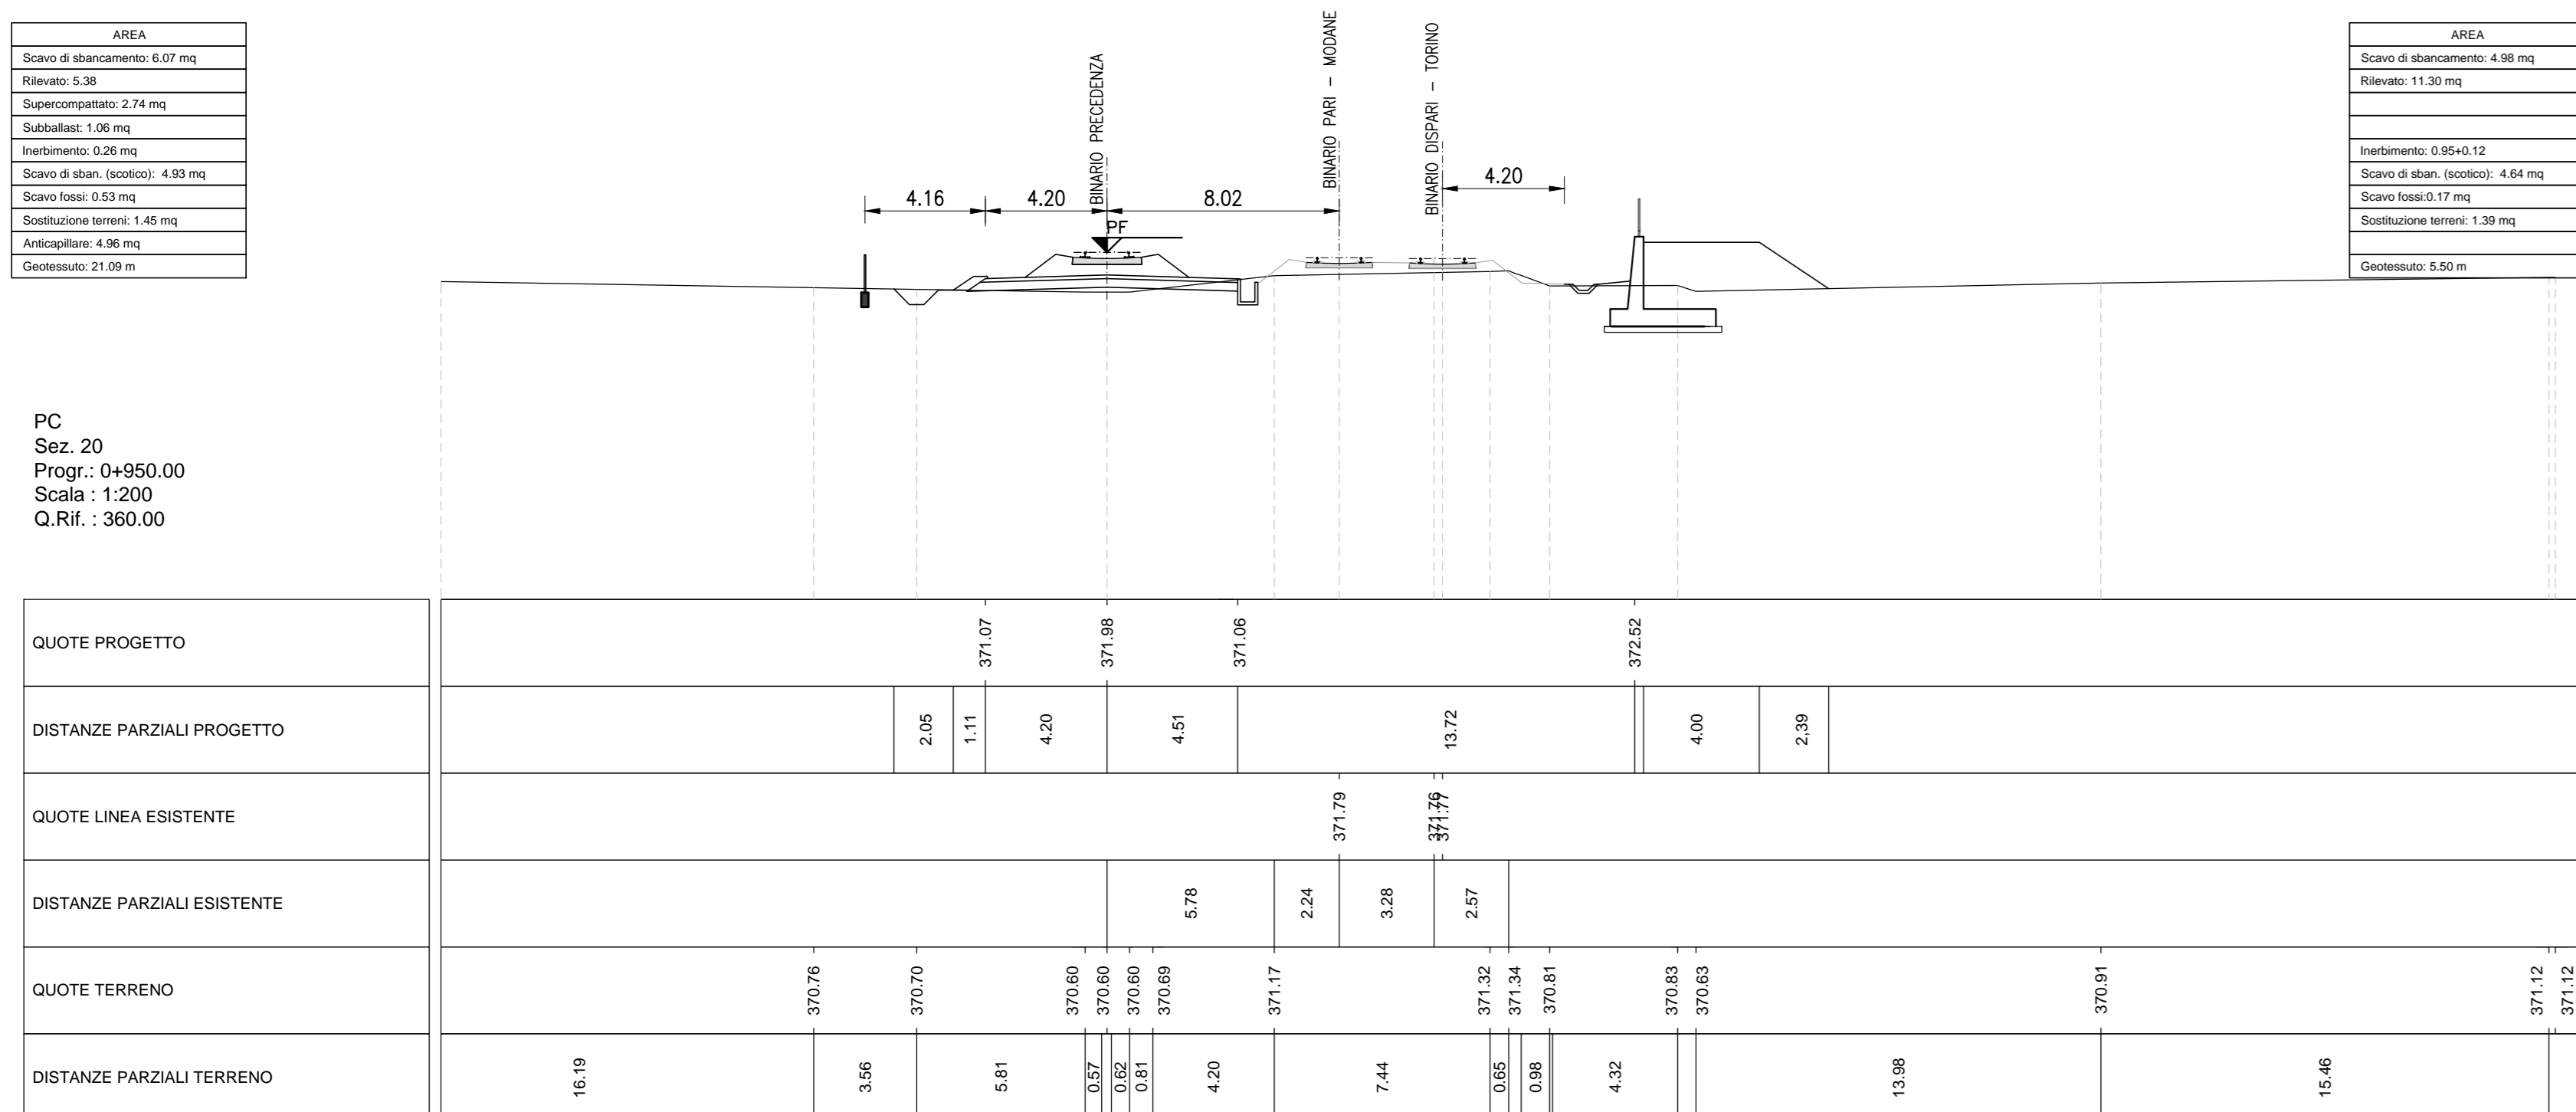 AREA
Scavo di sbancamento: 6.07 mq
Rilevato: 5.38
Supercompattato: 2.74 mq
Subballast: 1.06 mq
Inerbimento: 0.26 mq
Scavo di sban. (scotico): 4.93 mq
Scavo fossi: 0.53 mq
Sostituzione terreni: 1.45 mq
Anticapillare: 4.96 mq
Geotessuto: 21.09 m
BINARIO PRECEDENZA
BINARIO PARI - MODANE
BINARIO DISPARI - TORINO
4.16
4.20
8.02
4.20
PF
AREA
Scavo di sbancamento: 4.98 mq
Rilevato: 11.30 mq
Inerbimento: 0.95+0.12
Scavo di sban. (scotico): 4.64 mq
Scavo fossi:0.17 mq
Sostituzione terreni: 1.39 mq
Geotessuto: 5.50 m
PC
Sez. 20
Progr.: 0+950.00
Scala : 1:200
Q.Rif. : 360.00
QUOTE PROGETTO
371.07
371.98
371.06
372.52
DISTANZE PARZIALI PROGETTO
2.05
1.11
4.20
4.51
13.72
4.00
2,39
QUOTE LINEA ESISTENTE
371.79
371.76
371.77
DISTANZE PARZIALI ESISTENTE
5.78
2.24
3.28
2.57
QUOTE TERRENO
370.76
370.70
370.60
370.60
370.60
370.69
371.17
371.32
371.34
370.81
370.83
370.63
370.91
371.12
371.12
DISTANZE PARZIALI TERRENO
16.19
3.56
5.81
0.57
0.62
0.81
4.20
7.44
0.65
0.98
4.32
13.98
15.46